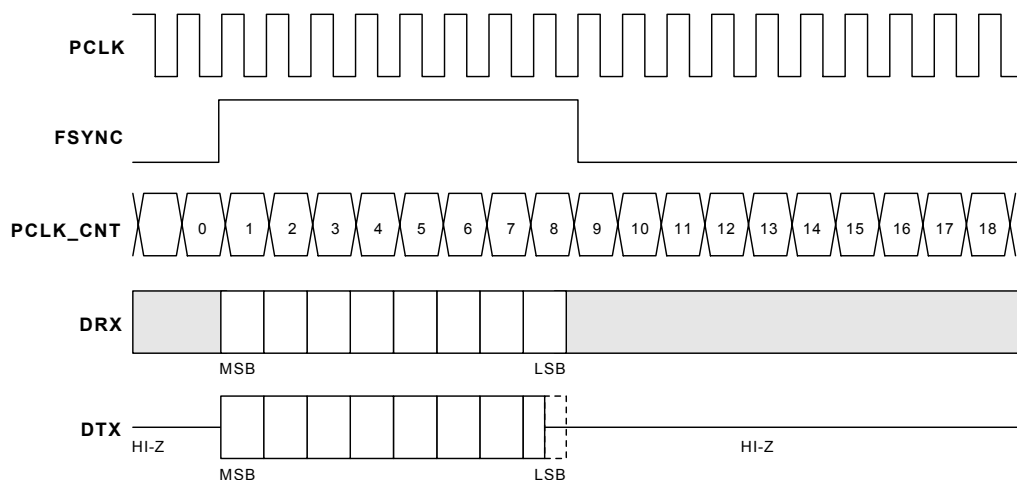 PCLK
FSYNC
PCLK_CNT 0 1 2 3 4 5 6 7 8 9 10 11 12 13 14 15 16 17 18
DRX
MSB LSB
DTX
HI-Z HI-Z
MSB LSB